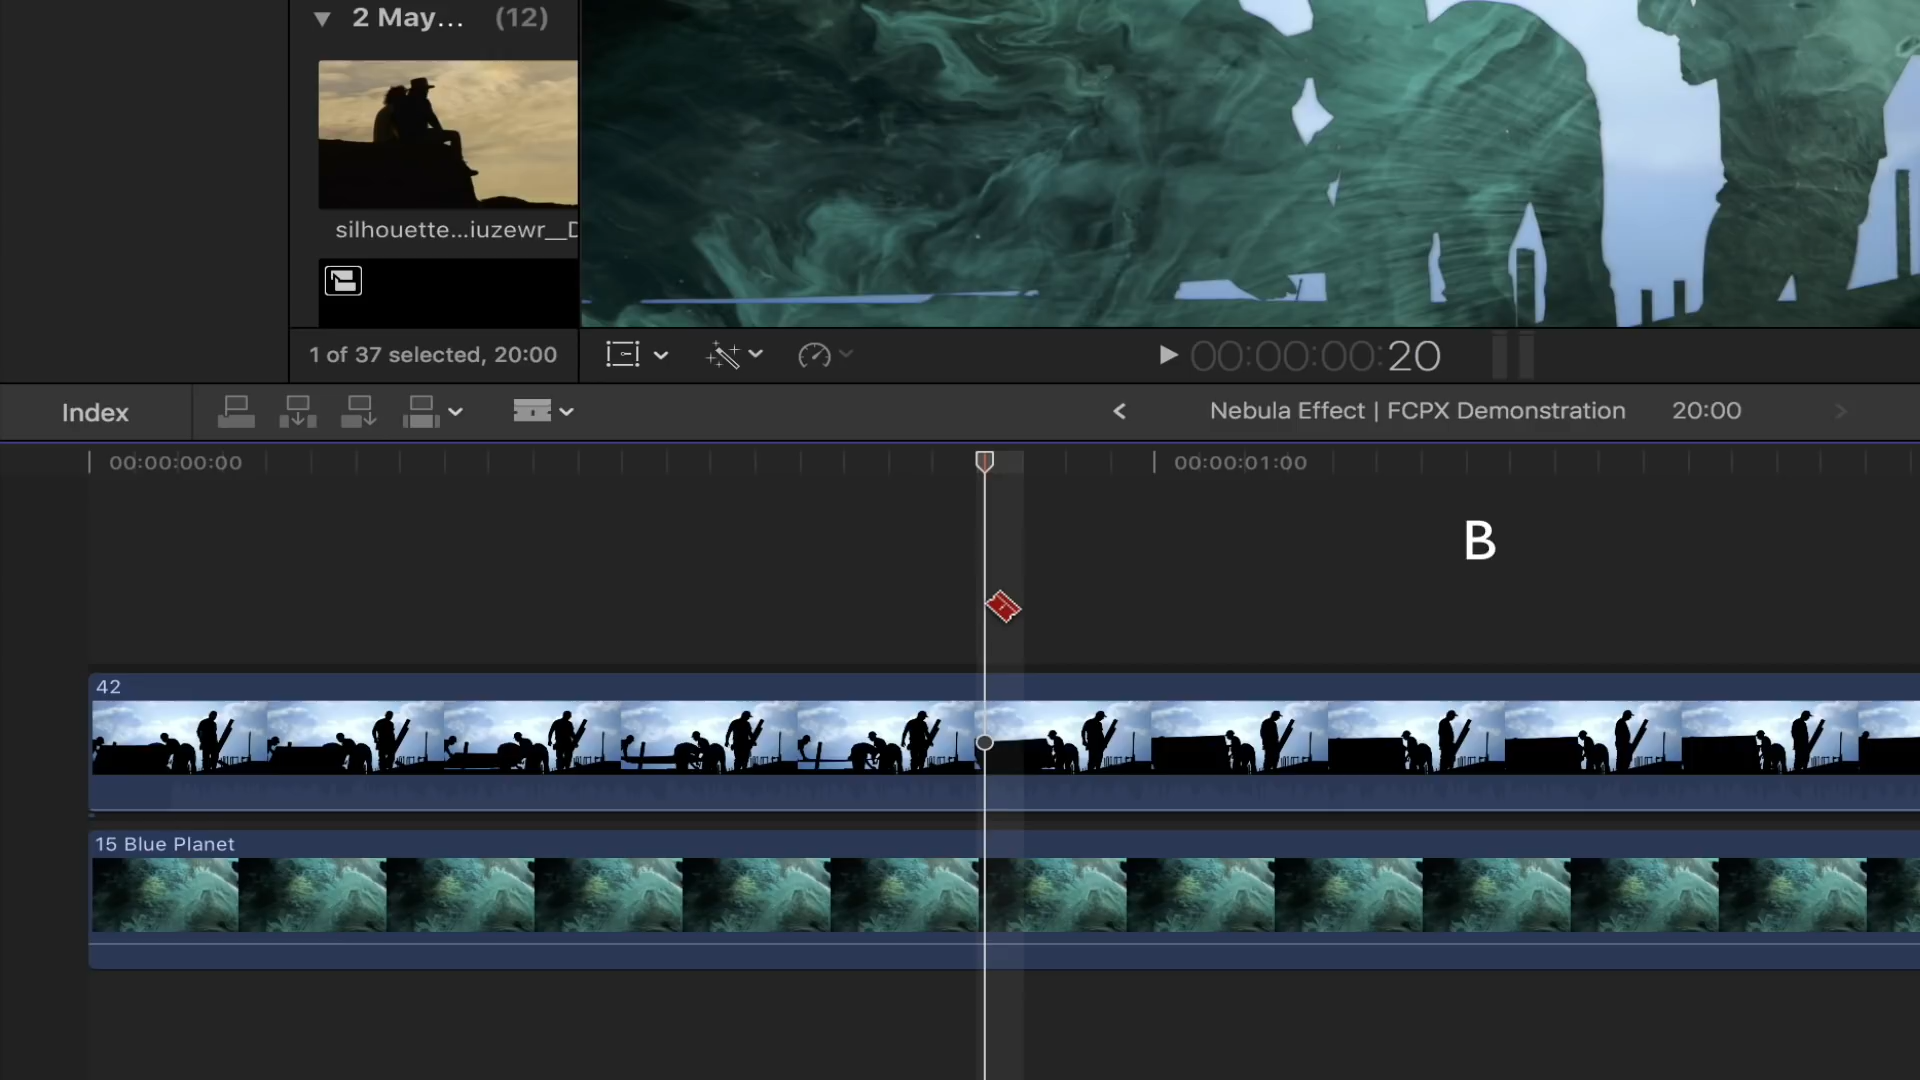 2 May... (12)
silhouette...iuzewr__D
1 of 37 selected, 20:00
00:00:00:20
Index
Nebula Effect | FCPX Demonstration 20:00
00:00:00:00
00:00:01:00
B
42
15 Blue Planet